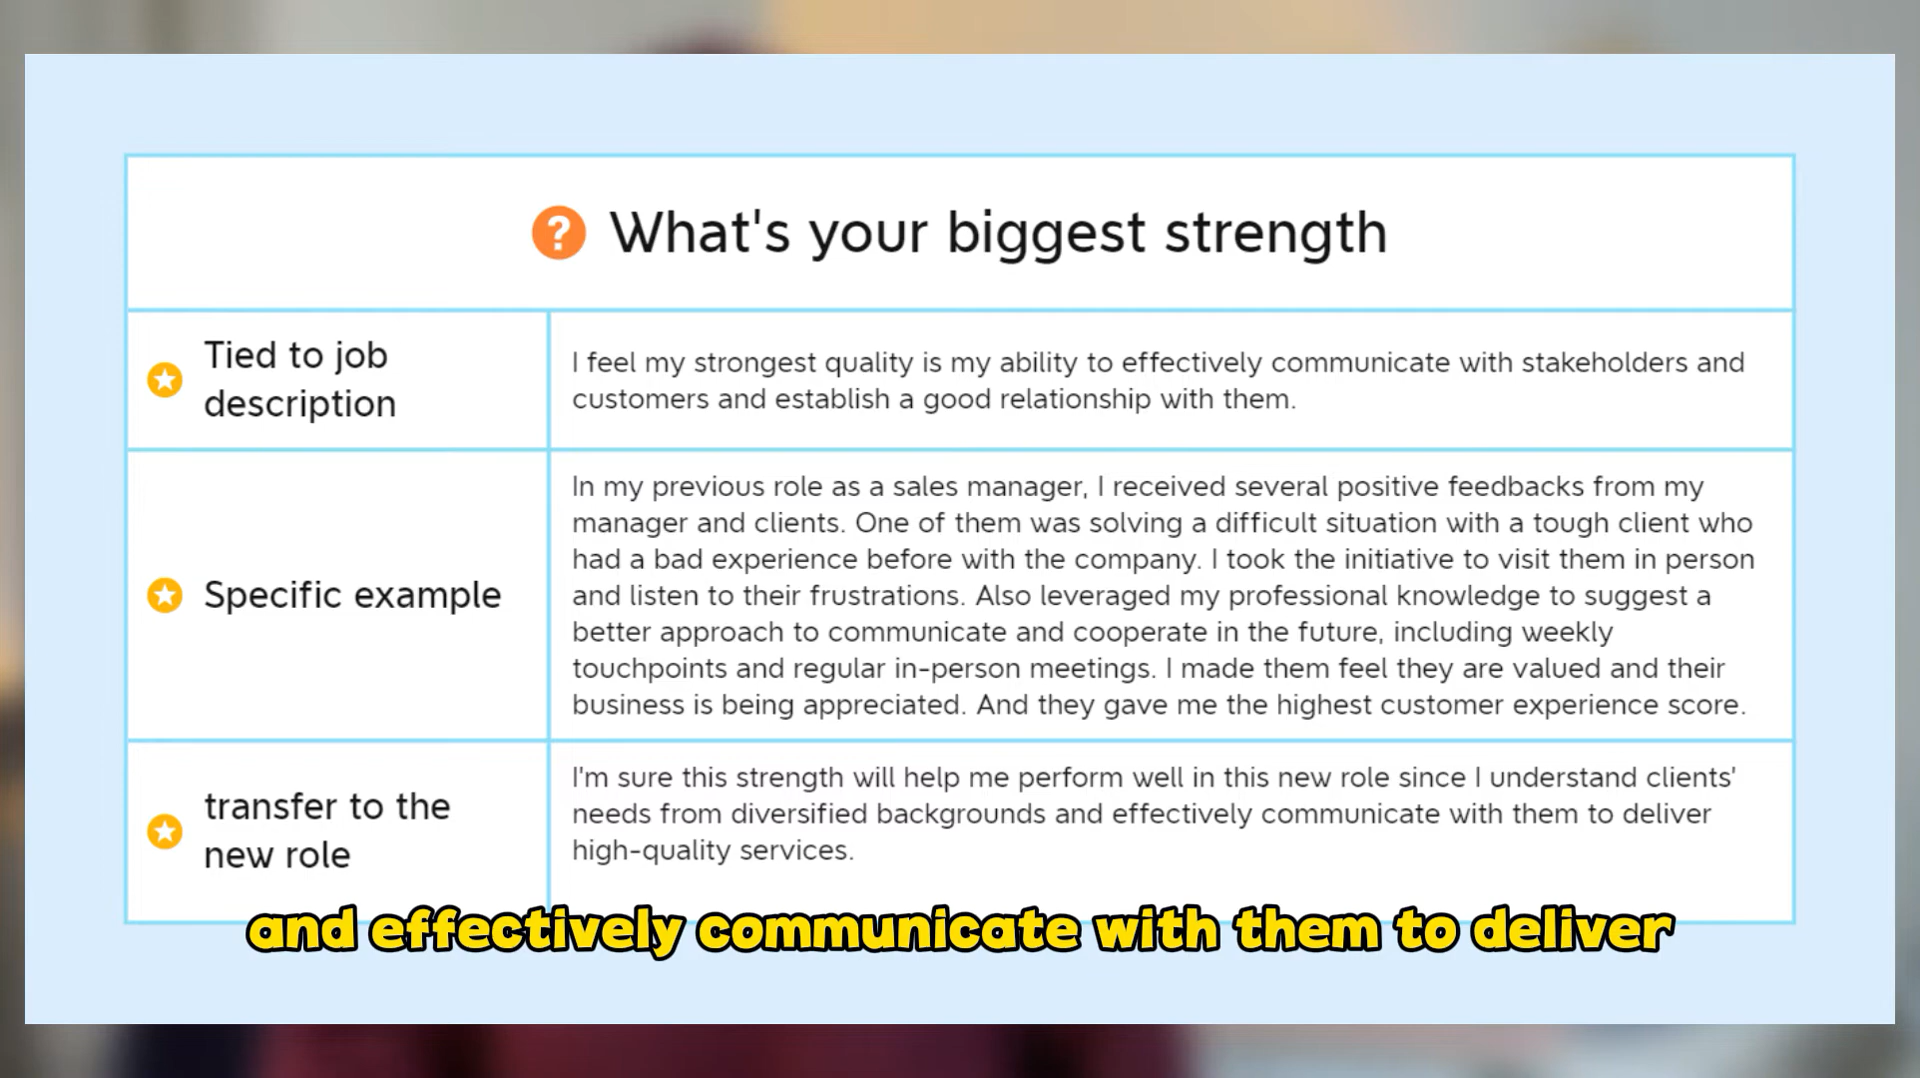 ? What's your biggest strength
Tied to job
description
I feel my strongest quality is my ability to effectively communicate with stakeholders and
customers and establish a good relationship with them.
Specific example
In my previous role as a sales manager, I received several positive feedbacks from my
manager and clients. One of them was solving a difficult situation with a tough client who
had a bad experience before with the company. I took the initiative to visit them in person
and listen to their frustrations. Also leveraged my professional knowledge to suggest a
better approach to communicate and cooperate in the future, including weekly
touchpoints and regular in-person meetings. I made them feel they are valued and their
business is being appreciated. And they gave me the highest customer experience score.
transfer to the
new role
I'm sure this strength will help me perform well in this new role since I understand clients'
needs from diversified backgrounds and effectively communicate with them to deliver
high-quality services.
and effectively communicate with them to deliver